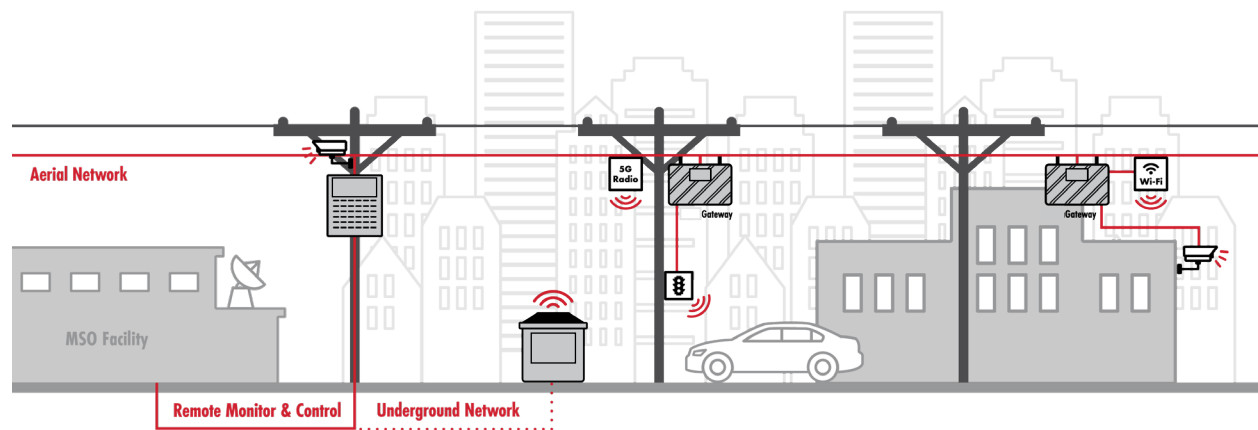 Aerial Network
5G
Radio
Gateway
Wi-Fi
Gateway
MSO Facility
Remote Monitor & Control
Underground Network